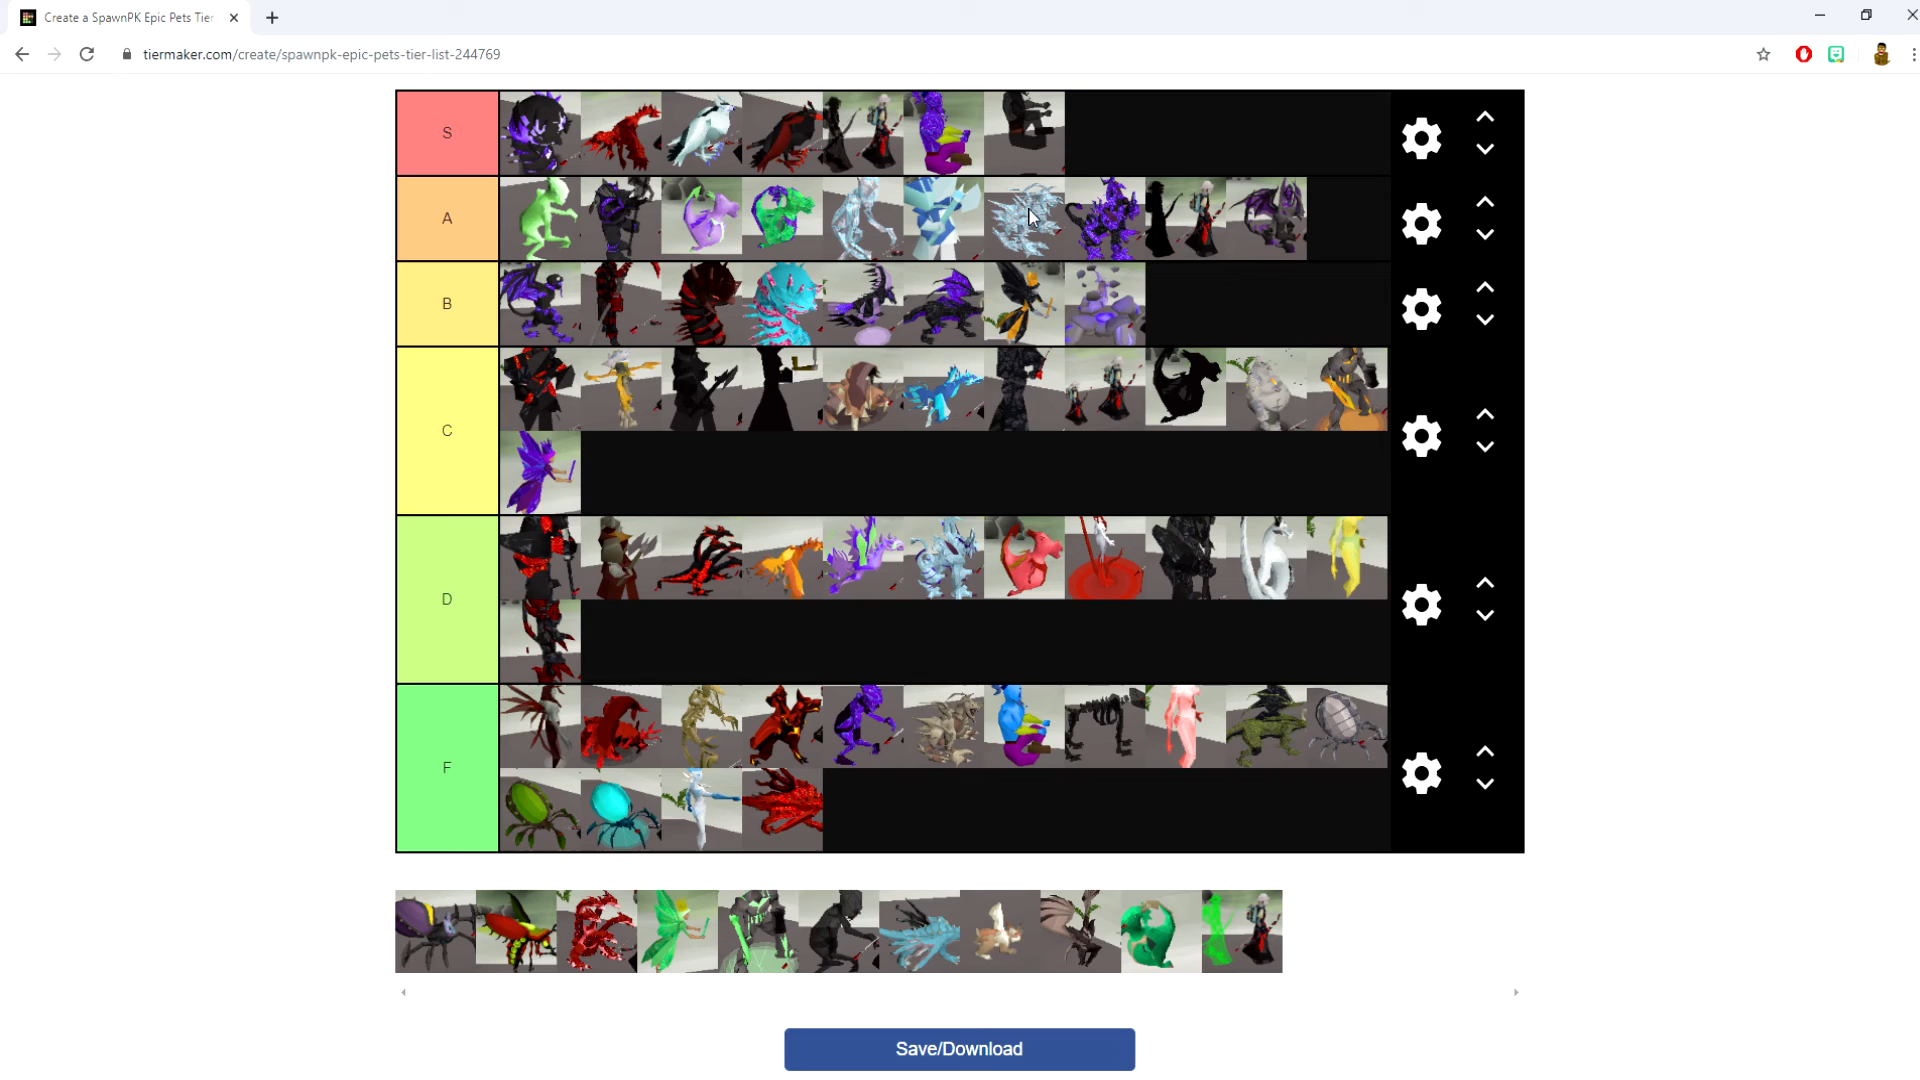 Create a SpawnPK Epic Pets Tier
tiermaker.com/create/spawnpk-epic-pets-tier-list-244769
S
A
B
C
D
F
Save/Download